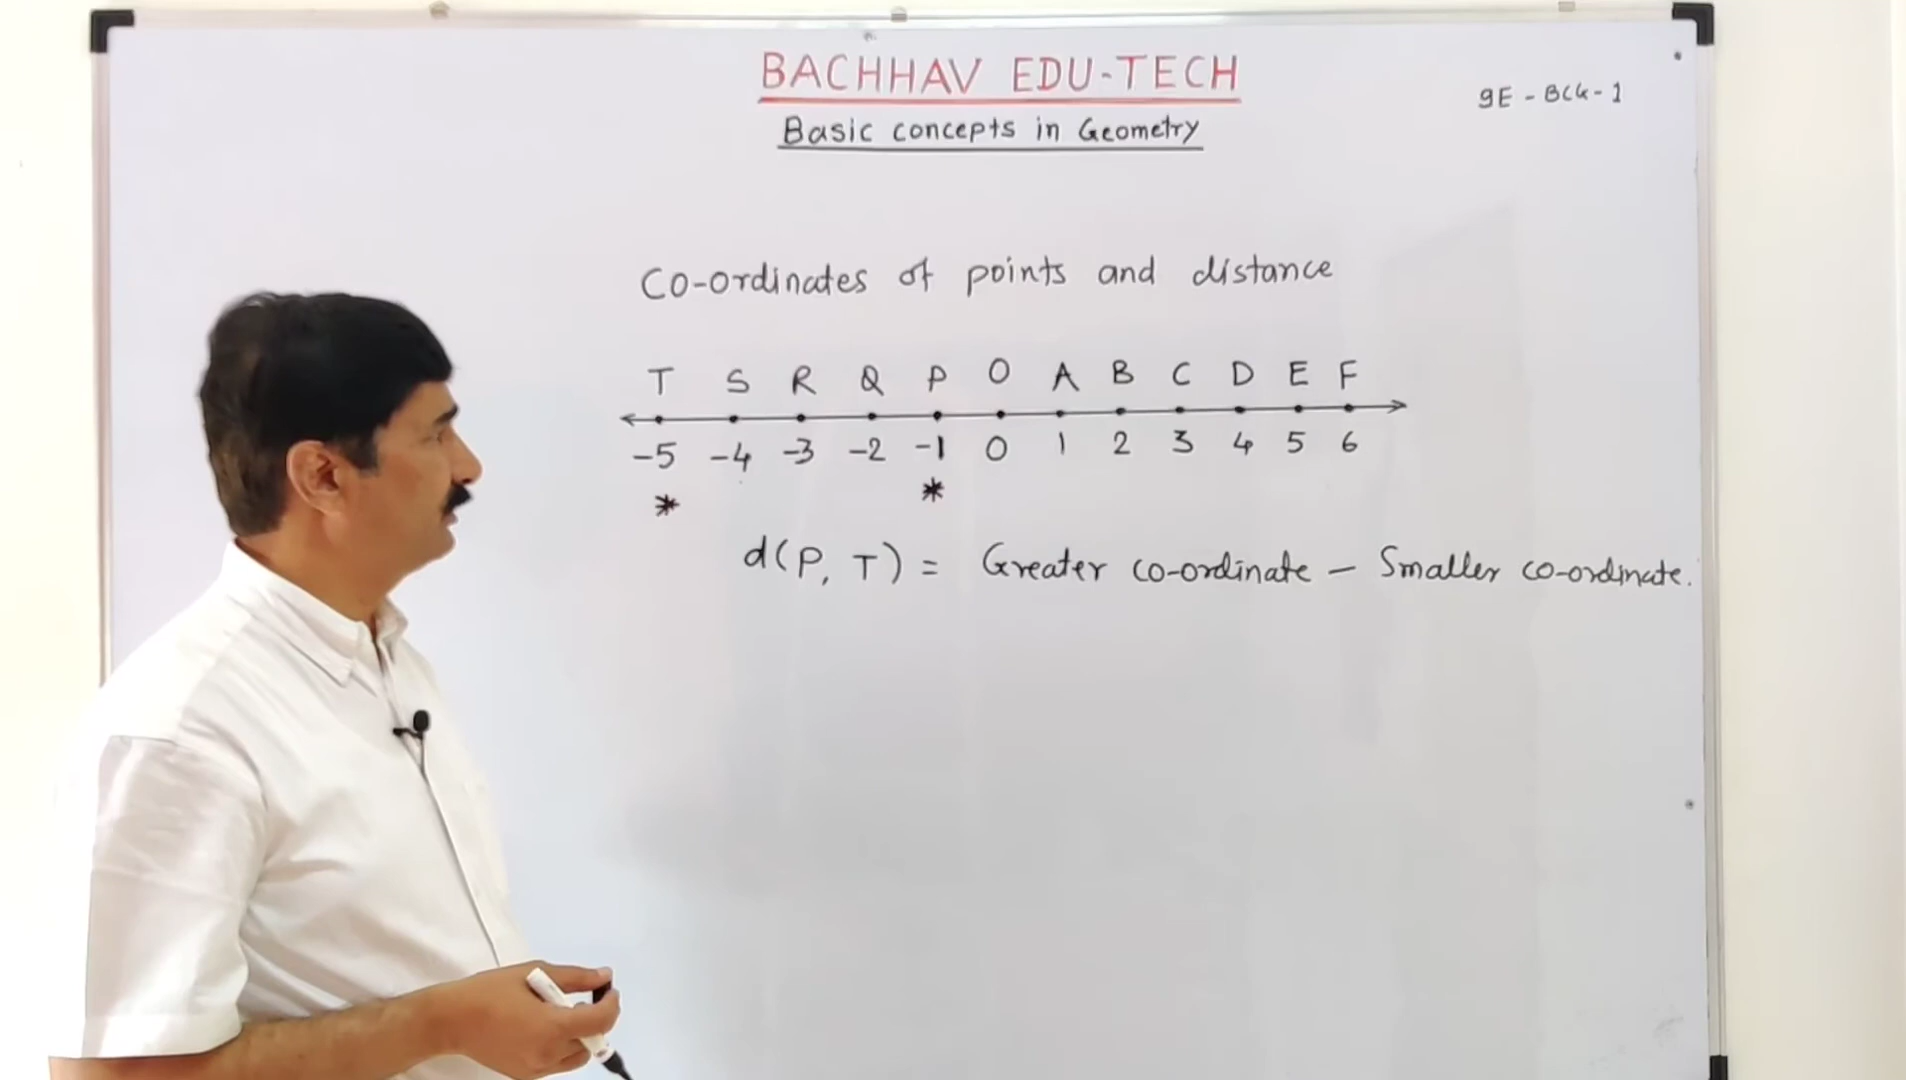 BACHHAV EDU-TECH
9E - BCG - 1
Basic concepts in Geometry
Co-ordinates of points and distance
T S R Q P O A B C D E F
-5 -4 -3 -2 -1 0 1 2 3 4 5 6
* *
d(P, T) = Greater co-ordinate - Smaller co-ordinate.